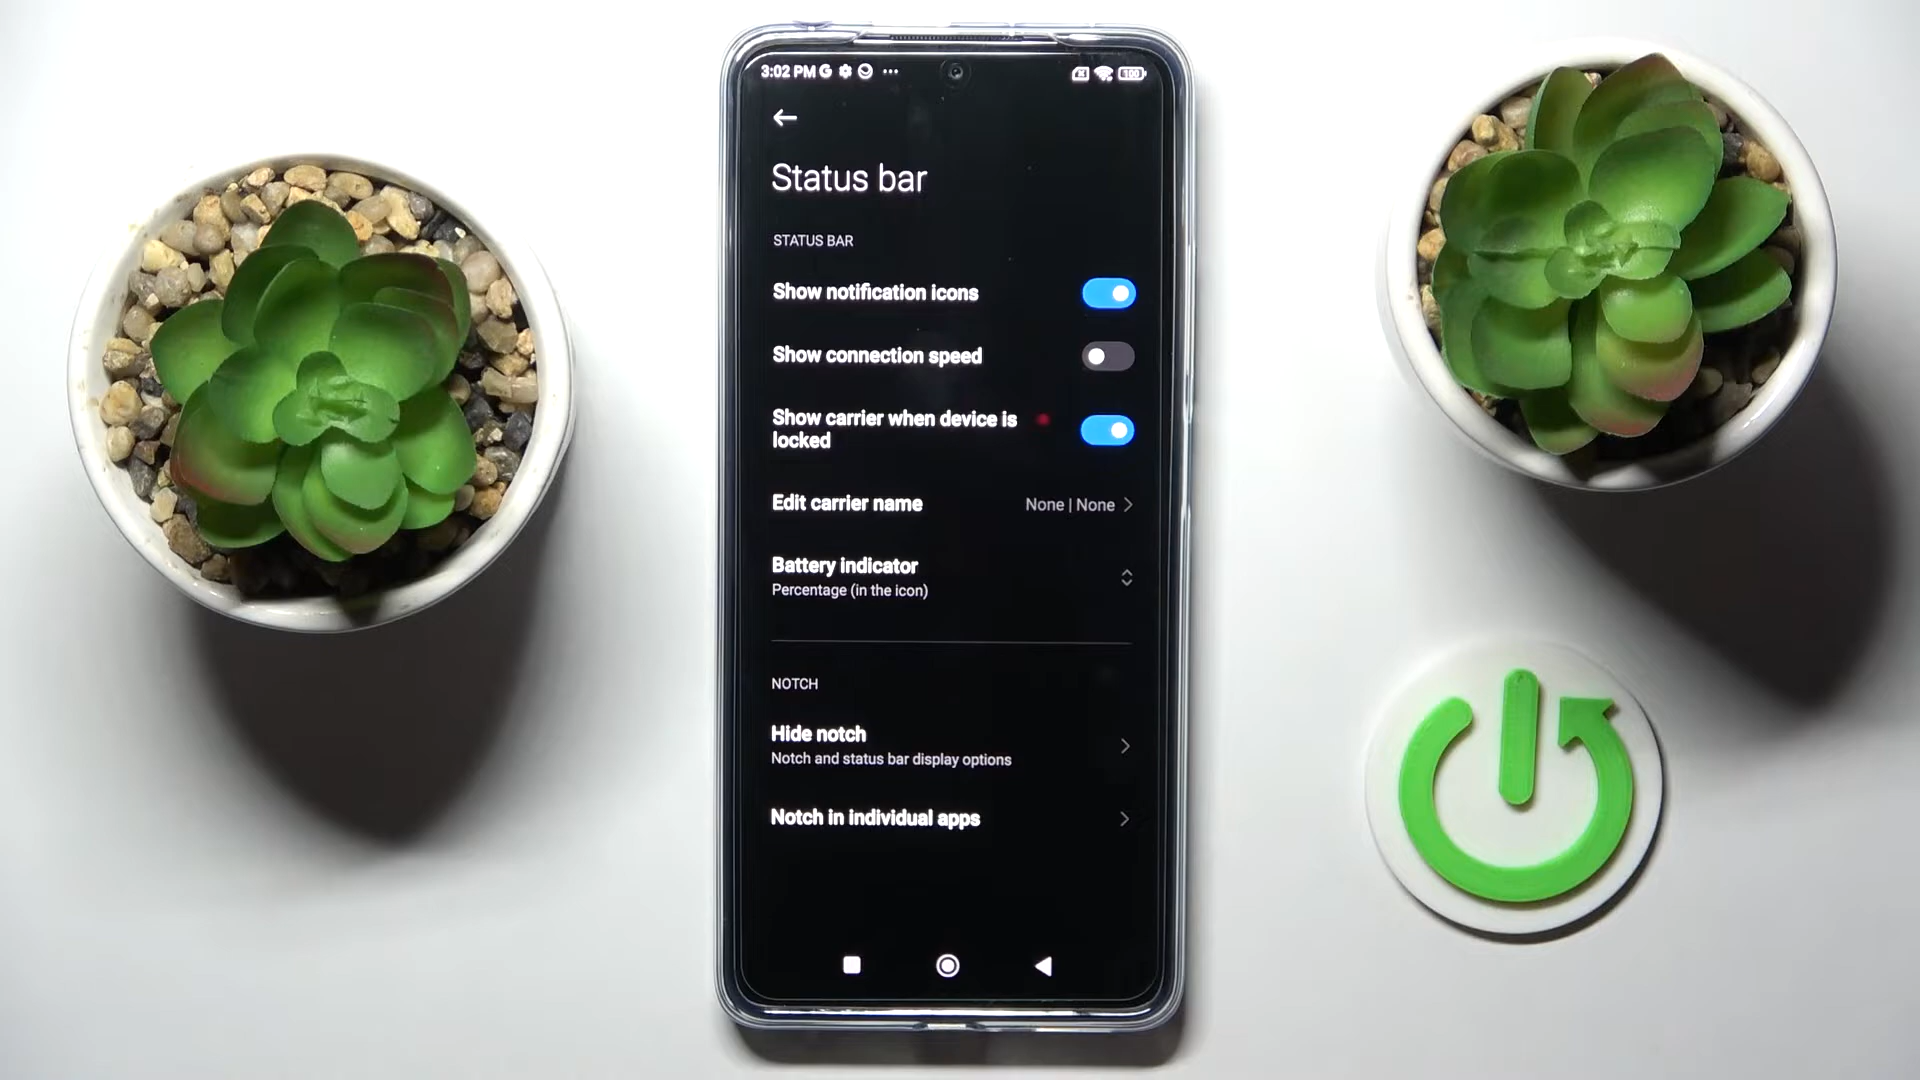 3:02 PM G
100
Status bar
STATUS BAR
Show notification icons
Show connection speed
Show carrier when device is
locked
Edit carrier name None | None
Battery indicator
Percentage (in the icon)
NOTCH
Hide notch
Notch and status bar display options
Notch in individual apps